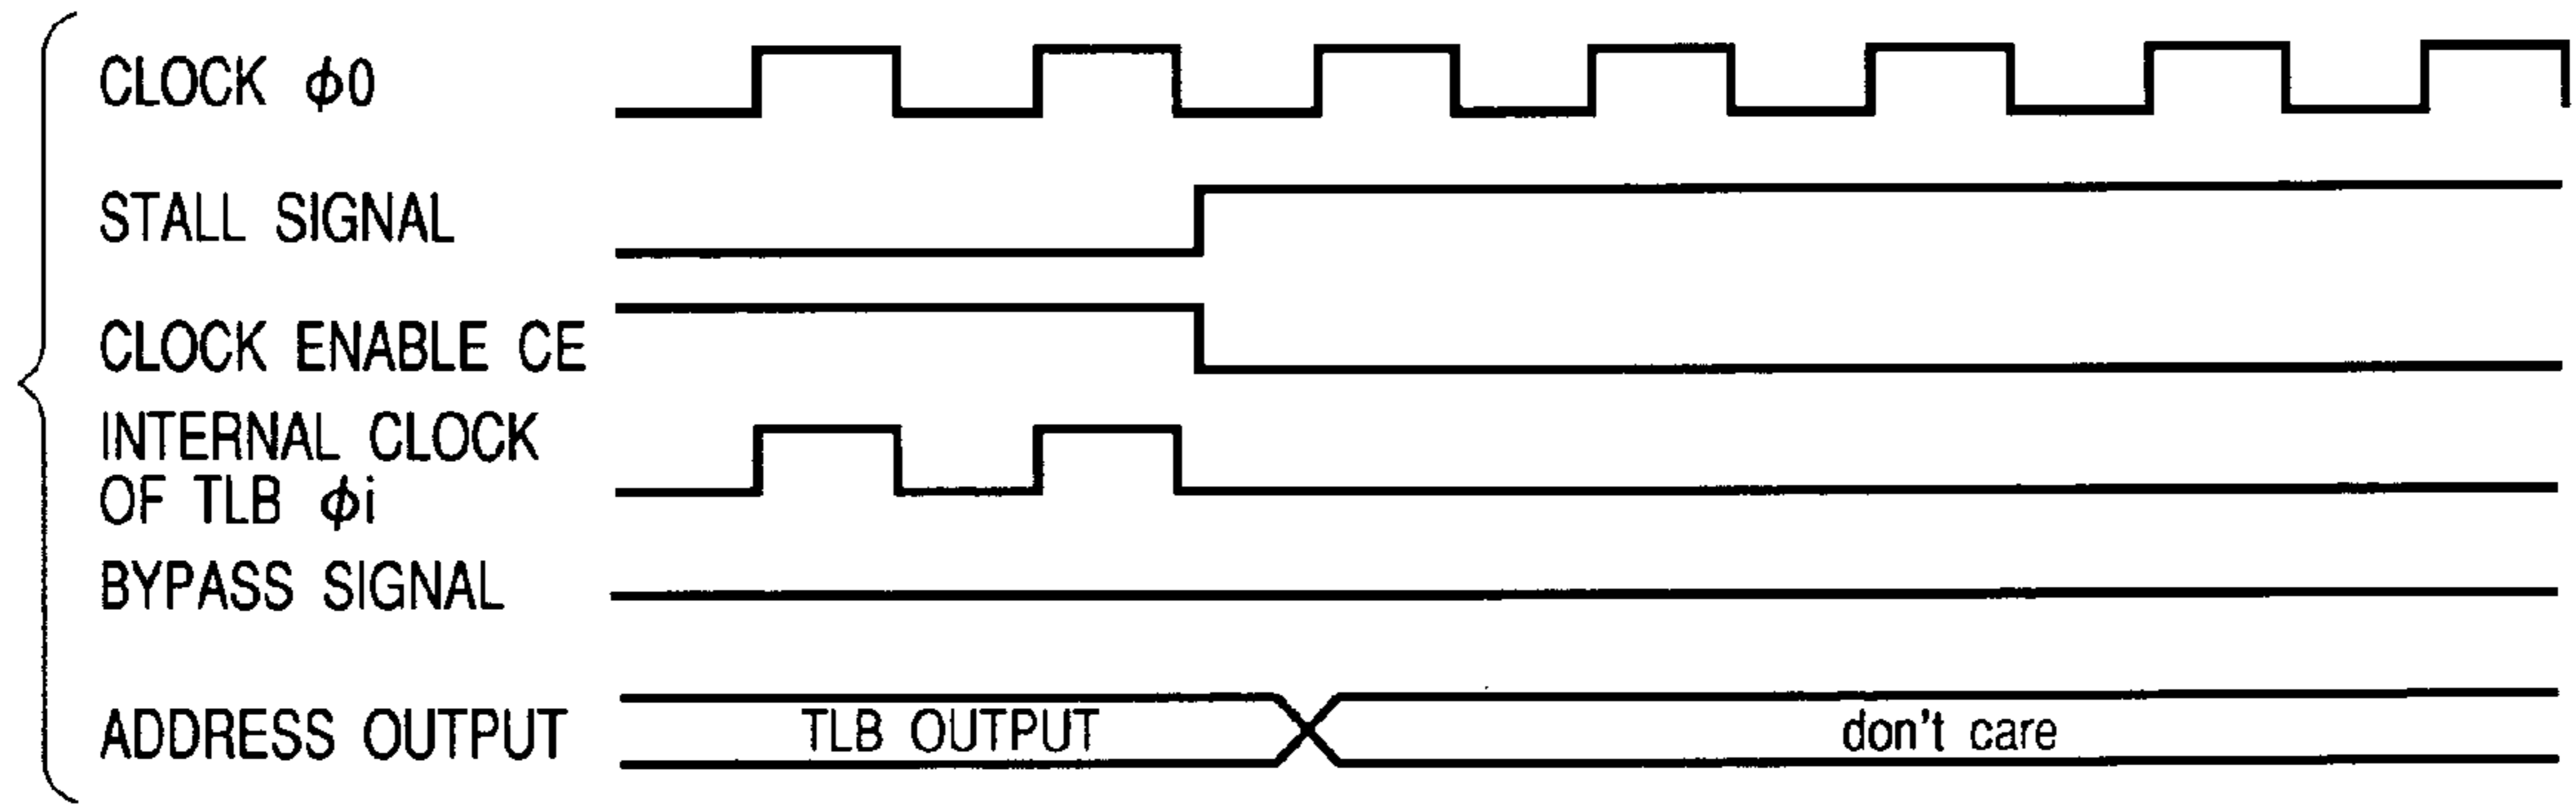 CLOCK ϕ0
STALL SIGNAL
CLOCK ENABLE CE
INTERNAL CLOCK
OF TLB ϕi
BYPASS SIGNAL
ADDRESS OUTPUT
TLB OUTPUT
don't care